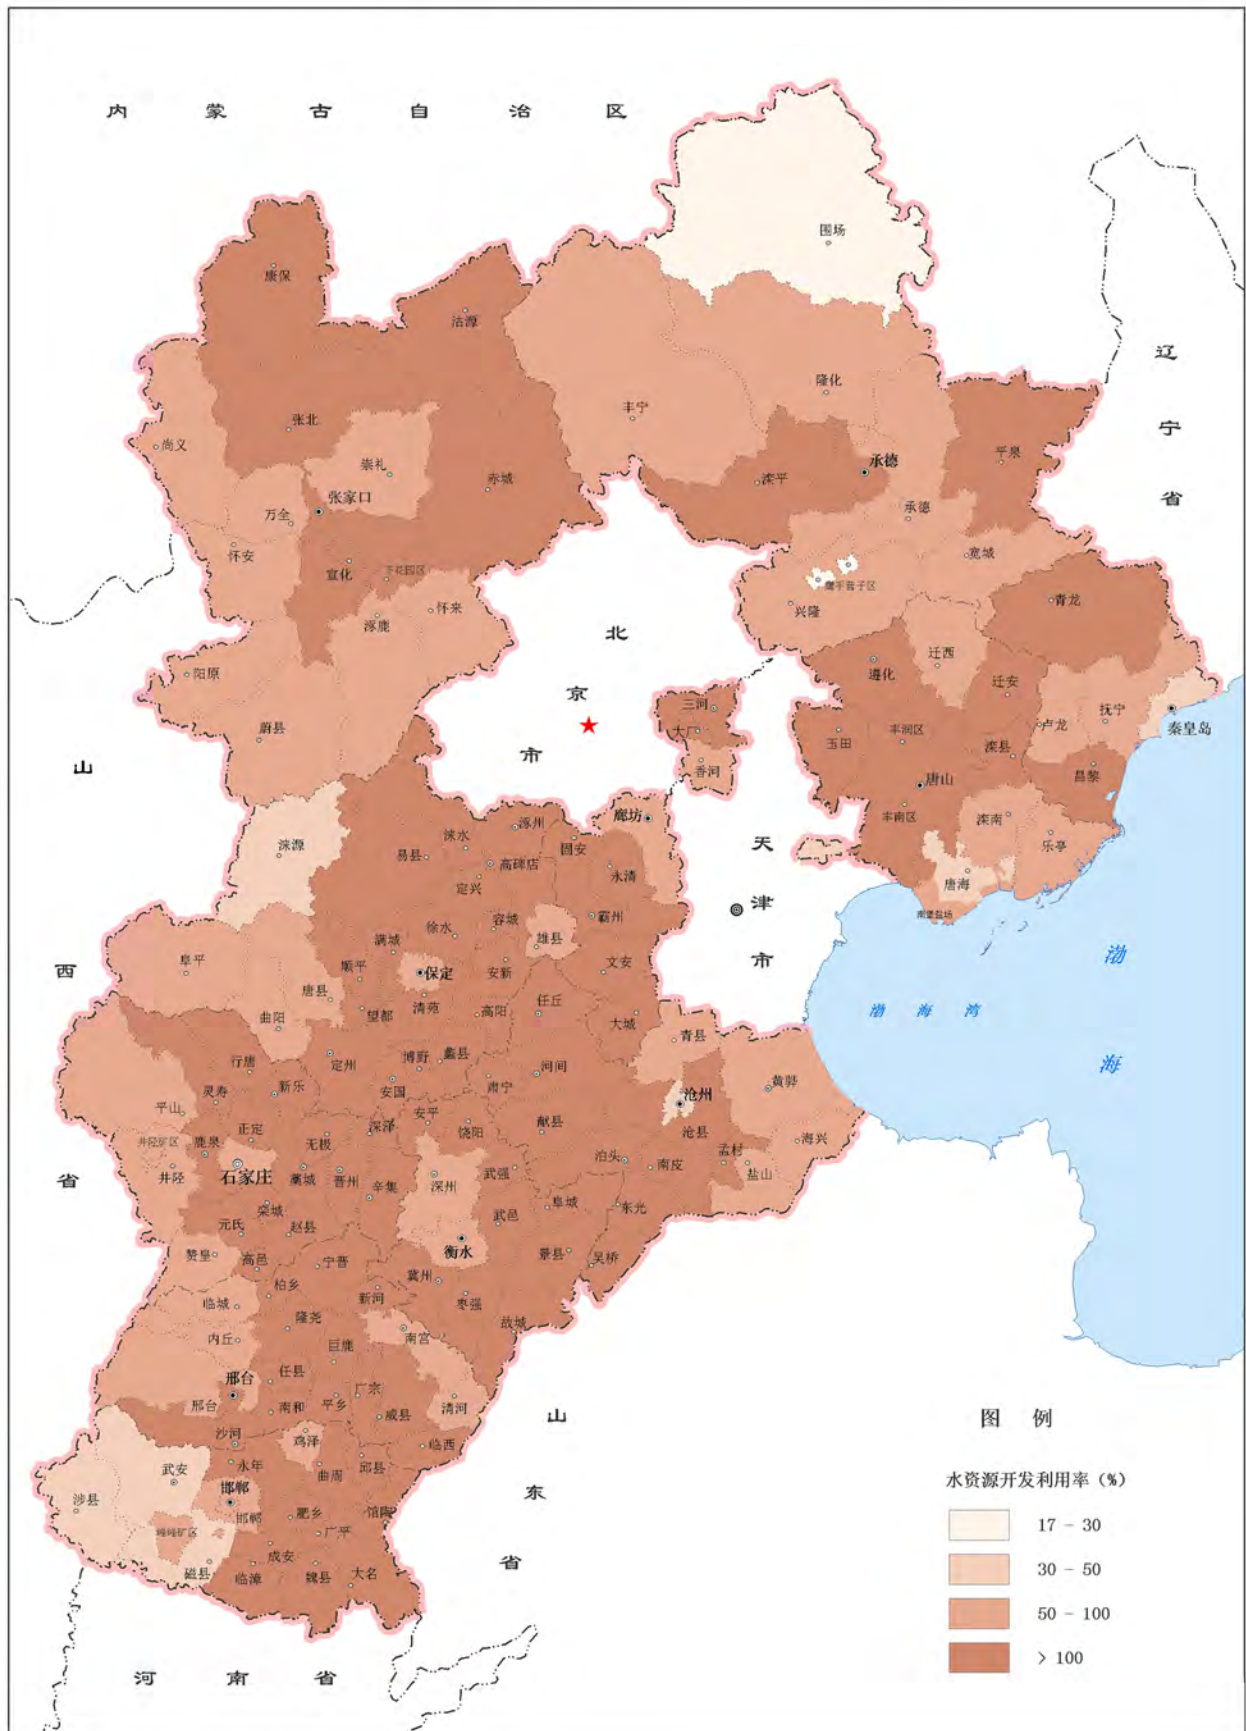 内 蒙 古 自 治 区
围场
康保
沽源
辽
宁
省
隆化
丰宁
张北
尚义
崇礼
赤城
滦平
承德
平泉
张家口
万全
承德
怀安
宣化
下花园区
宽城
鹰手营子区
兴隆
青龙
怀来
涿鹿
北
京
市
阳原
蔚县
迁西
遵化
迁安
三河
大厂
香河
玉田
丰润区
滦县
卢龙
抚宁
秦皇岛
昌黎
唐山
丰南区
滦南
乐亭
唐海
南堡盐场
山
西
省
涞源
涞水
涿州
易县
高碑店
定兴
固安
廊坊
永清
天
津
市
容城
徐水
霸州
雄县
满城
保定
顺平
安新
文安
阜平
唐县
清苑
高阳
任丘
望都
大城
曲阳
青县
渤
海
渤 海 湾
行唐
定州
博野
蠡县
河间
黄骅
灵寿
新乐
安国
肃宁
沧州
平山
安平
献县
沧县
正定
无极
深泽
饶阳
海兴
井陉矿区
鹿泉
泊头
孟村
井陉
石家庄
藁城
晋州
深州
武强
南皮
盐山
辛集
栾城
阜城
东光
元氏
赵县
武邑
衡水
赞皇
高邑
宁晋
景县
吴桥
冀州
柏乡
新河
枣强
临城
隆尧
南宫
故城
内丘
巨鹿
邢台
任县
广宗
清河
邢台
南和
平乡
威县
沙河
鸡泽
临西
永年
曲周
邱县
武安
邯郸
涉县
邯郸
肥乡
馆陶
峰峰矿区
广平
成安
磁县
临漳
魏县
大名
山
东
省
河 南 省
图 例
水资源开发利用率（%）
17 － 30
30 － 50
50 － 100
> 100